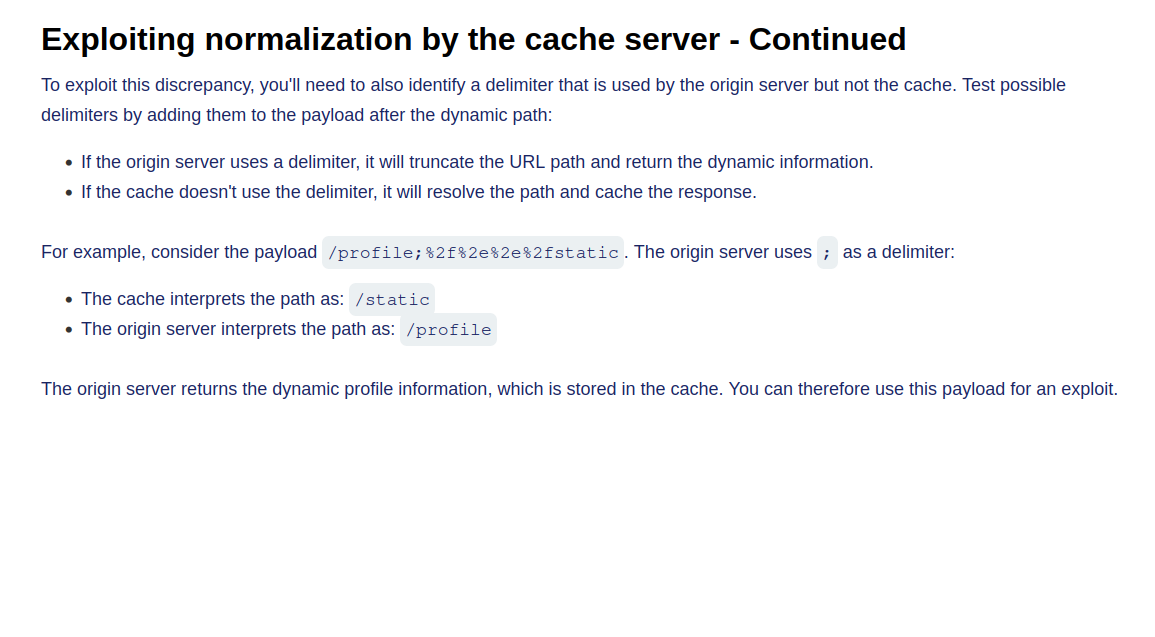 Exploiting normalization by the cache server - Continued
To exploit this discrepancy, you'll need to also identify a delimiter that is used by the origin server but not the cache. Test possible
delimiters by adding them to the payload after the dynamic path:
• If the origin server uses a delimiter, it will truncate the URL path and return the dynamic information.
• If the cache doesn't use the delimiter, it will resolve the path and cache the response.
For example, consider the payload /profile;%2f%2e%2e%2fstatic. The origin server uses ; as a delimiter:
• The cache interprets the path as: /static
• The origin server interprets the path as: /profile
The origin server returns the dynamic profile information, which is stored in the cache. You can therefore use this payload for an exploit.